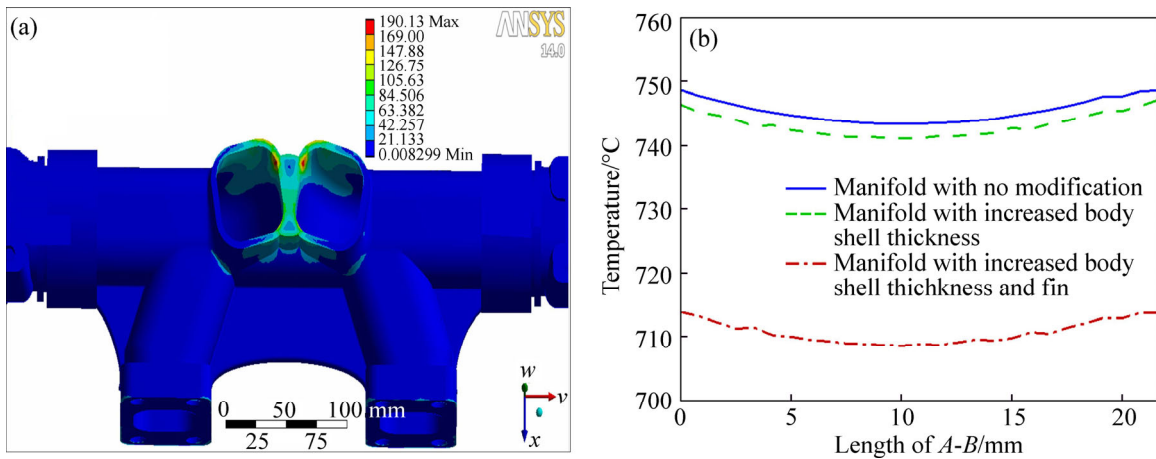 (a)
ANSYS
14.0
190.13 Max
169.00
147.88
126.75
105.63
84.506
63.382
42.257
21.133
0.008299 Min
0 50 100 mm
25 75
w
v
x
(b)
760
750
740
730
720
710
700
Temperature/°C
Manifold with no modification
Manifold with increased body
shell thickness
Manifold with increased body
shell thichkness and fin
0 5 10 15 20
Length of A-B/mm